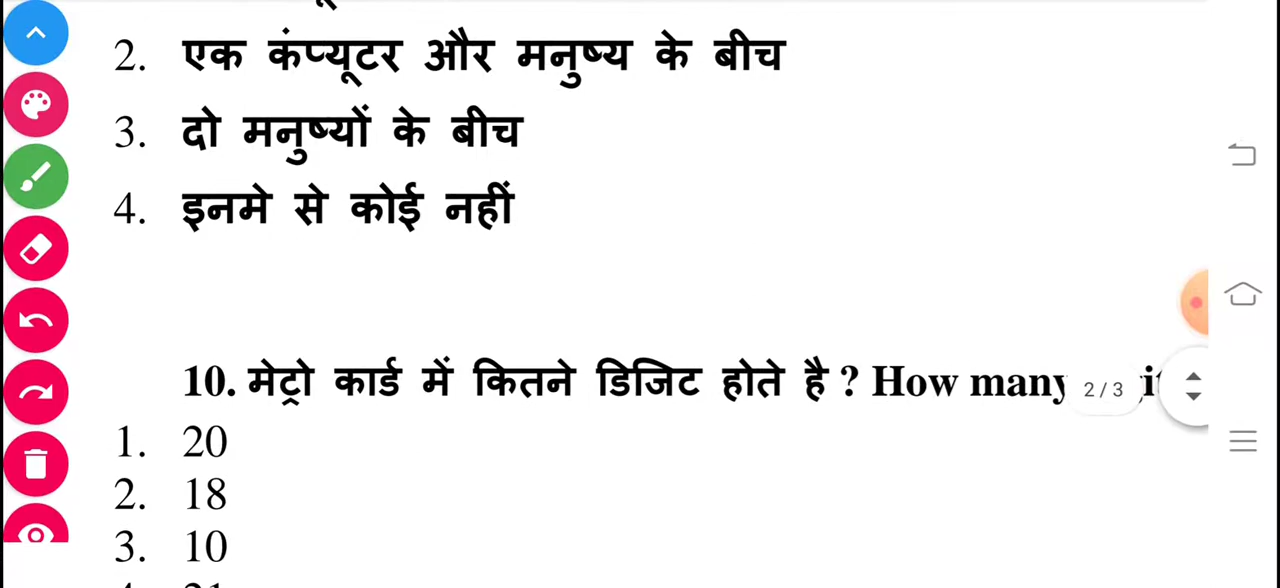 2. एक कंप्यूटर और मनुष्य के बीच
3. दो मनुष्यों के बीच
4. इनमे से कोई नहीं
10. मेट्रो कार्ड में कितने डिजिट होते है ? How many
2 / 3
1. 20
2. 18
3. 10